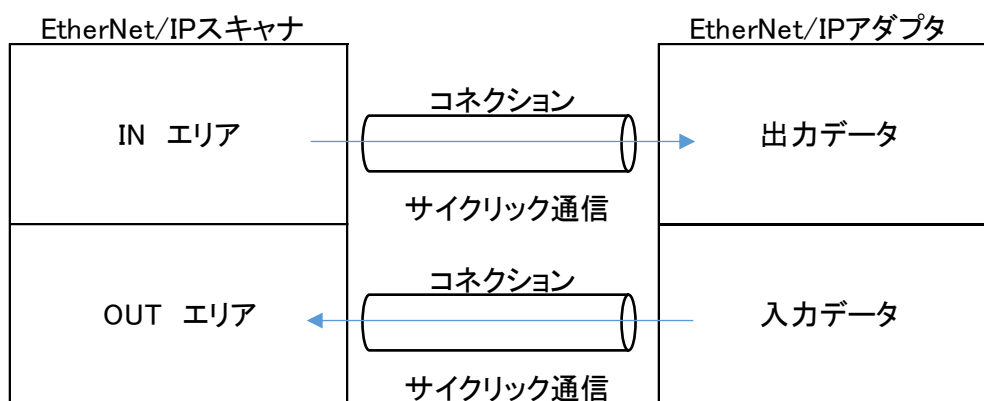 EtherNet/IPスキャナ
EtherNet/IPアダプタ
コネクション
IN エリア
出力データ
サイクリック通信
コネクション
OUT エリア
入力データ
サイクリック通信